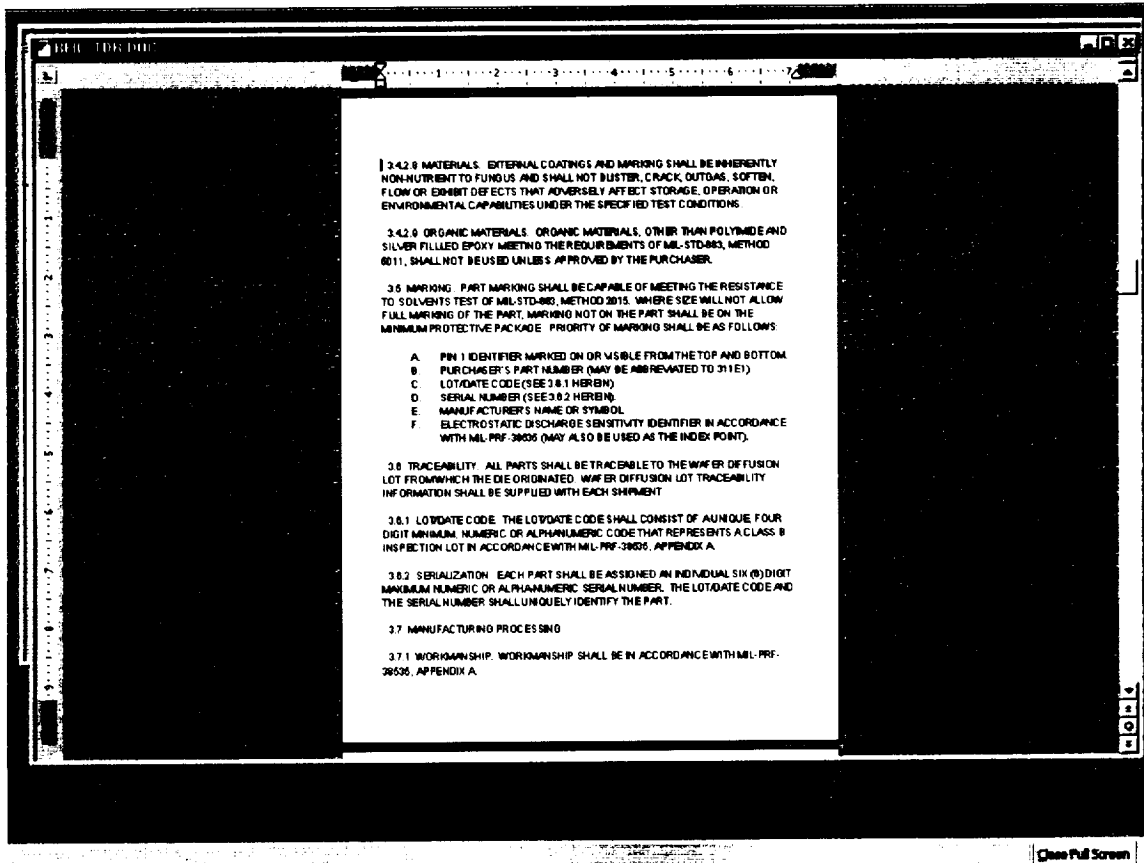 1 2 3 4 5 6 7
3.4.2.8 MATERIALS. EXTERNAL COATINGS AND MARKING SHALL BE INHERENTLY
NON-NUTRIENT TO FUNGUS AND SHALL NOT BLISTER, CRACK, OUTGAS, SOFTEN,
FLOW OR EXHIBIT DEFECTS THAT ADVERSELY AFFECT STORAGE, OPERATION OR
ENVIRONMENTAL CAPABILITIES UNDER THE SPECIFIED TEST CONDITIONS.
3.4.2.9 ORGANIC MATERIALS. ORGANIC MATERIALS, OTHER THAN POLYIMIDE AND
SILVER FILLLED EPOXY MEETING THE REQUIREMENTS OF MIL-STD-883, METHOD
5011, SHALL NOT BE USED UNLESS APPROVED BY THE PURCHASER.
3.5 MARKING. PART MARKING SHALL BE CAPABLE OF MEETING THE RESISTANCE
TO SOLVENTS TEST OF MIL-STD-883, METHOD 2015. WHERE SIZE WILL NOT ALLOW
FULL MARKING OF THE PART, MARKING NOT ON THE PART SHALL BE ON THE
MINIMUM PROTECTIVE PACKAGE. PRIORITY OF MARKING SHALL BE AS FOLLOWS:
A. PIN 1 IDENTIFIER MARKED ON OR VISIBLE FROM THE TOP AND BOTTOM.
B. PURCHASER'S PART NUMBER (MAY BE ABBREVIATED TO 311E1)
C. LOT/DATE CODE (SEE 3.6.1 HEREIN)
D. SERIAL NUMBER (SEE 3.6.2 HEREIN).
E. MANUFACTURER'S NAME OR SYMBOL
F. ELECTROSTATIC DISCHARGE SENSITIVITY IDENTIFIER IN ACCORDANCE
WITH MIL-PRF-38535 (MAY ALSO BE USED AS THE INDEX POINT).
3.6 TRACEABILITY. ALL PARTS SHALL BE TRACEABLE TO THE WAFER DIFFUSION
LOT FROM WHICH THE DIE ORIGINATED. WAFER DIFFUSION LOT TRACEABILITY
INFORMATION SHALL BE SUPPLIED WITH EACH SHIPMENT
3.6.1 LOT/DATE CODE. THE LOT/DATE CODE SHALL CONSIST OF A UNIQUE, FOUR
DIGIT MINIMUM, NUMERIC OR ALPHANUMERIC CODE THAT REPRESENTS A CLASS B
INSPECTION LOT IN ACCORDANCE WITH MIL-PRF-38535, APPENDIX A.
3.6.2 SERIALIZATION. EACH PART SHALL BE ASSIGNED AN INDIVIDUAL SIX (6) DIGIT
MAXIMUM NUMERIC OR ALPHANUMERIC SERIAL NUMBER. THE LOT/DATE CODE AND
THE SERIAL NUMBER SHALL UNIQUELY IDENTIFY THE PART.
3.7 MANUFACTURING PROCESSING
3.7.1 WORKMANSHIP. WORKMANSHIP SHALL BE IN ACCORDANCE WITH MIL-PRF-
38535, APPENDIX A.
Close Full Screen